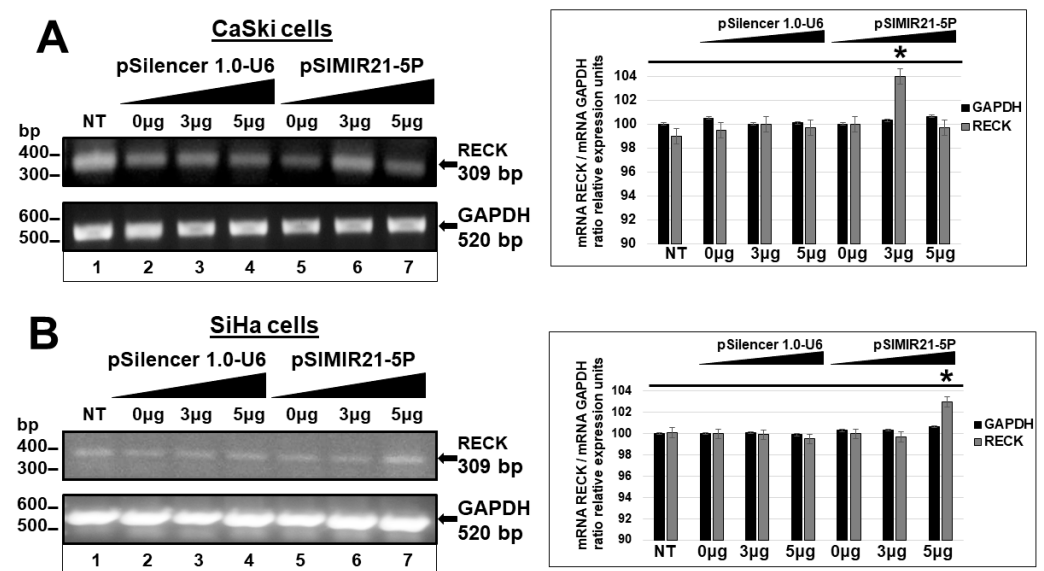 A
CaSki cells
pSilencer 1.0-U6 pSIMIR21-5P
bp NT 0µg 3µg 5µg 0µg 3µg 5µg
400
300
RECK
309 bp
600
500
GAPDH
520 bp
1 2 3 4 5 6 7
pSilencer 1.0-U6 pSIMIR21-5P
*
mRNA RECK / mRNA GAPDH
ratio relative expression units
104
102
100
98
96
94
92
90
GAPDH
RECK
NT 0µg 3µg 5µg 0µg 3µg 5µg
B
SiHa cells
pSilencer 1.0-U6 pSIMIR21-5P
bp NT 0µg 3µg 5µg 0µg 3µg 5µg
400
300
RECK
309 bp
600
500
GAPDH
520 bp
1 2 3 4 5 6 7
pSilencer 1.0-U6 pSIMIR21-5P
*
mRNA RECK / mRNA GAPDH
ratio relative expression units
104
102
100
98
96
94
92
90
GAPDH
RECK
NT 0µg 3µg 5µg 0µg 3µg 5µg